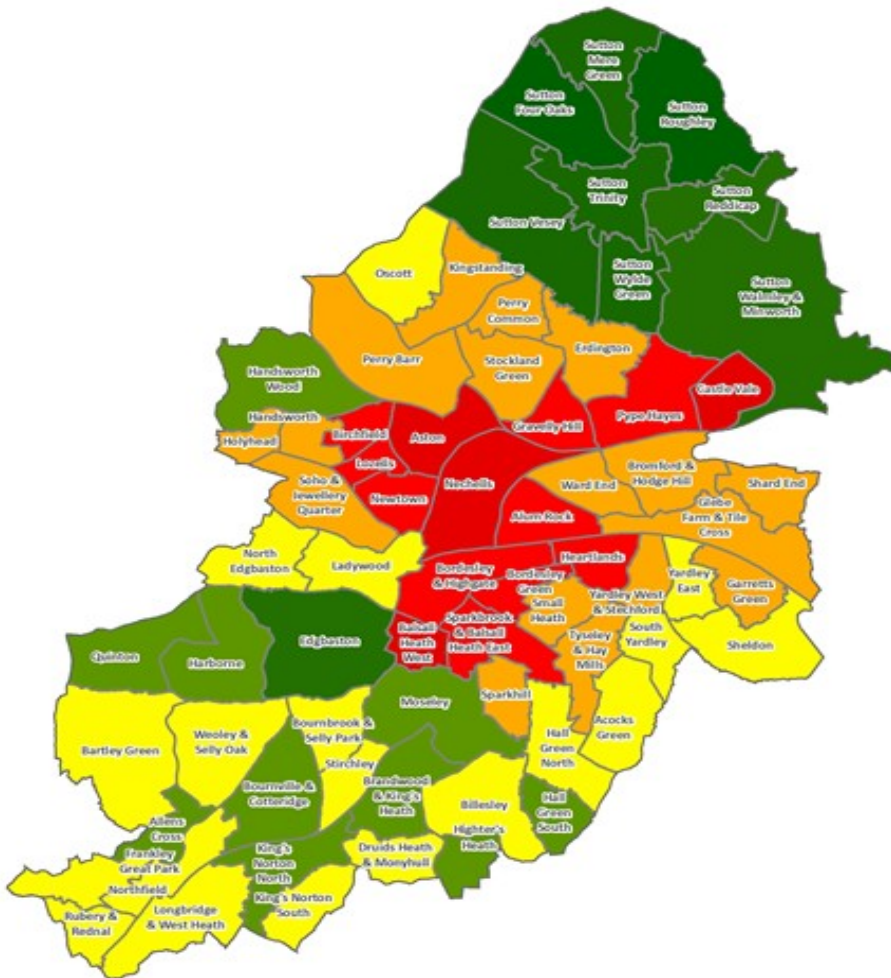 Sutton
Mere
Green
Sutton
Four Oaks
Sutton
Roughley
Sutton
Trinity
Sutton
Reddicap
Sutton Vesey
Sutton
Wylde
Green
Sutton
Walmley &
Minworth
Oscott
Kingstanding
Perry
Common
Erdington
Perry Barr
Stockland
Green
Handsworth
Wood
Castle Vale
Pype Hayes
Handsworth
Holyhead
Birchfield
Aston
Gravelly Hill
Lozells
Soho &
Jewellery
Quarter
Newtown
Nechells
Ward End
Bromford &
Hodge Hill
Shard End
Glebe
Farm & Tile
Cross
Alum Rock
North
Edgbaston
Ladywood
Bordesley
& Highgate
Bordesley
Green
Heartlands
Small
Heath
Yardley West
& Stechford
Yardley
East
Garretts
Green
Quinton
Harborne
Edgbaston
Balsall
Heath
West
Sparkbrook
& Balsall
Heath East
Tyseley
& Hay
Mills
South
Yardley
Sheldon
Moseley
Sparkhill
Bartley Green
Weoley &
Selly Oak
Bournbrook &
Selly Park
Stirchley
Hall
Green
North
Acocks
Green
Bournville &
Cotteridge
Brandwood
& King's
Heath
Billesley
Hall
Green
South
Allens
Cross
Frankley
Great Park
King's
Norton
North
Druids Heath
& Monyhull
Highter's
Heath
Northfield
Rubery &
Rednal
Longbridge
& West Heath
King's Norton
South